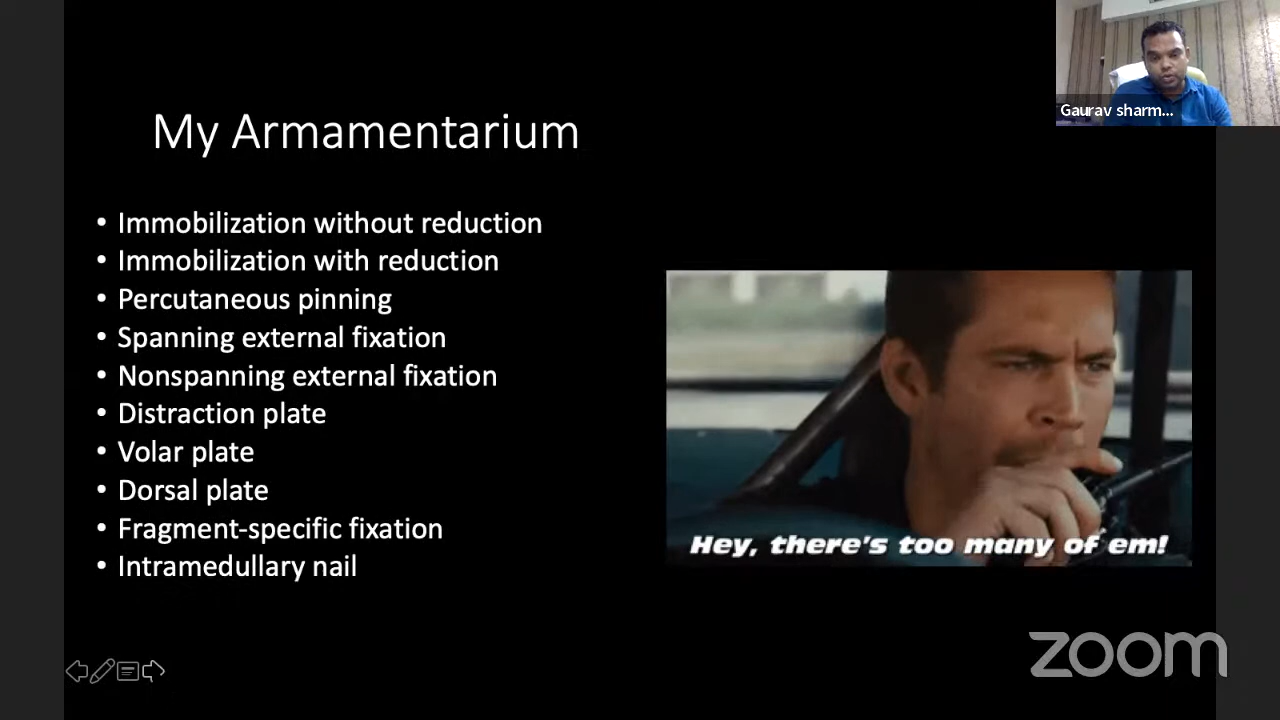 Gaurav sharm...
My Armamentarium
• Immobilization without reduction
• Immobilization with reduction
• Percutaneous pinning
• Spanning external fixation
• Nonspanning external fixation
• Distraction plate
• Volar plate
• Dorsal plate
• Fragment-specific fixation
• Intramedullary nail
Hey, there's too many of em!
zoom